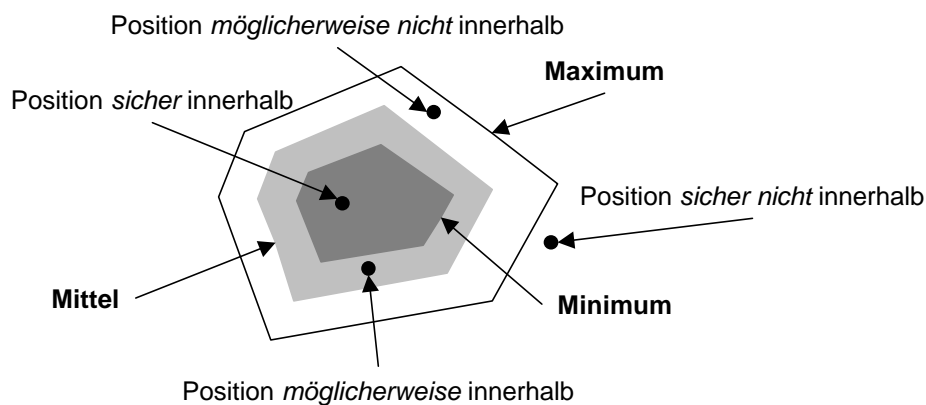 Position möglicherweise nicht innerhalb
Maximum
Position sicher innerhalb
Position sicher nicht innerhalb
Mittel
Minimum
Position möglicherweise innerhalb